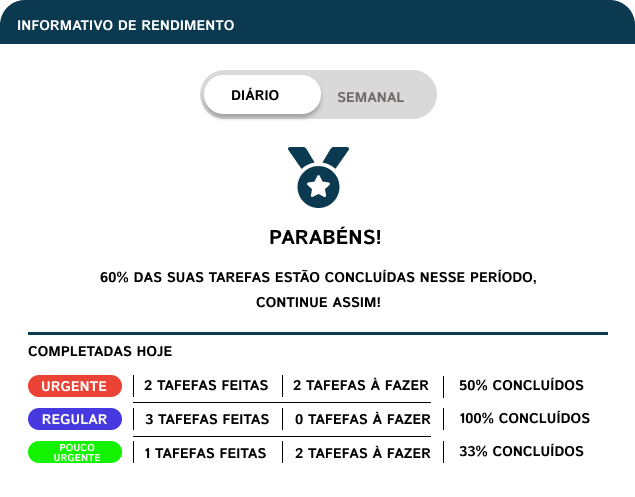 INFORMATIVO DE RENDIMENTO
DIÁRIO SEMANAL
PARABÉNS!
60% DAS SUAS TAREFAS ESTÃO CONCLUÍDAS NESSE PERÍODO,
CONTINUE ASSIM!
COMPLETADAS HOJE
URGENTE 2 TAFEFAS FEITAS 2 TAFEFAS À FAZER 50% CONCLUÍDOS
REGULAR 3 TAFEFAS FEITAS 0 TAFEFAS À FAZER 100% CONCLUÍDOS
POUCO
URGENTE 1 TAFEFAS FEITAS 2 TAFEFAS À FAZER 33% CONCLUÍDOS